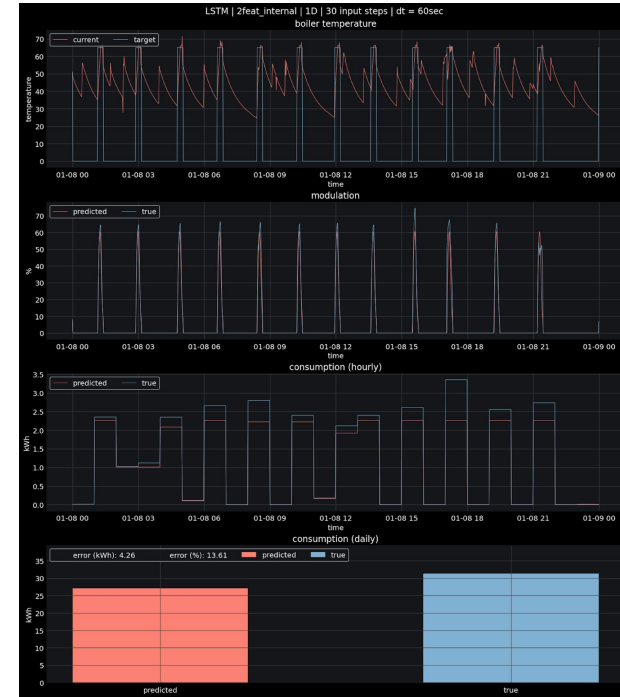 LSTM | 2feat_internal | 1D | 30 input steps | dt = 60sec
boiler temperature
current target
70
60
50
40
30
20
10
0
temperature
01-08 00 01-08 03 01-08 06 01-08 09 01-08 12 01-08 15 01-08 18 01-08 21 01-09 00
time
modulation
predicted true
70
60
50
40
30
20
10
0
%
01-08 00 01-08 03 01-08 06 01-08 09 01-08 12 01-08 15 01-08 18 01-08 21 01-09 00
time
consumption (hourly)
predicted true
3.5
3.0
2.5
2.0
1.5
1.0
0.5
0.0
kWh
01-08 00 01-08 03 01-08 06 01-08 09 01-08 12 01-08 15 01-08 18 01-08 21 01-09 00
time
consumption (daily)
error (kWh): 4.26 error (%): 13.61 predicted true
35
30
25
20
15
10
5
0
kWh
predicted true